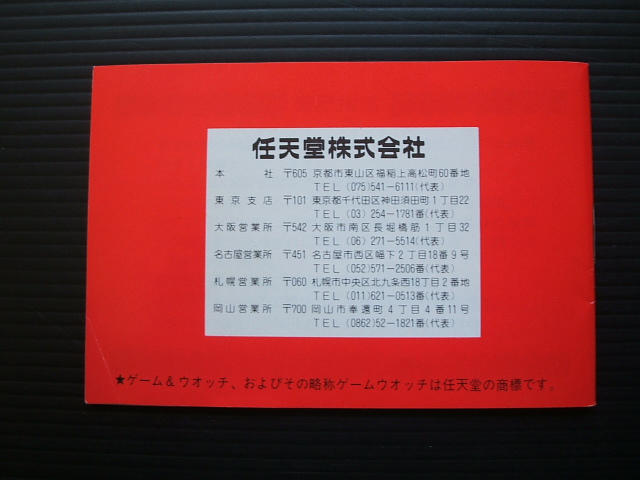 任天堂株式会社
本社 〒605 京都市東山区福稲上高松町60番地
TEL (075)541-6111(代表)
東京支店 〒101 東京都千代田区神田須田町1丁目22
TEL (03) 254-1781番(代表)
大阪営業所 〒542 大阪市南区長堀橋筋1丁目32
TEL (06) 271-5514(代表)
名古屋営業所 〒451 名古屋市西区幅下2丁目18番9号
TEL (052)571-2506番(代表)
札幌営業所 〒060 札幌市中央区北九条西18丁目2番地
TEL (011)621-0513番(代表)
岡山営業所 〒700 岡山市奉還町4丁目4番11号
TEL (0862)52-1821番(代表)
★ゲーム&ウオッチ、およびその略称ゲームウオッチは任天堂の商標です。